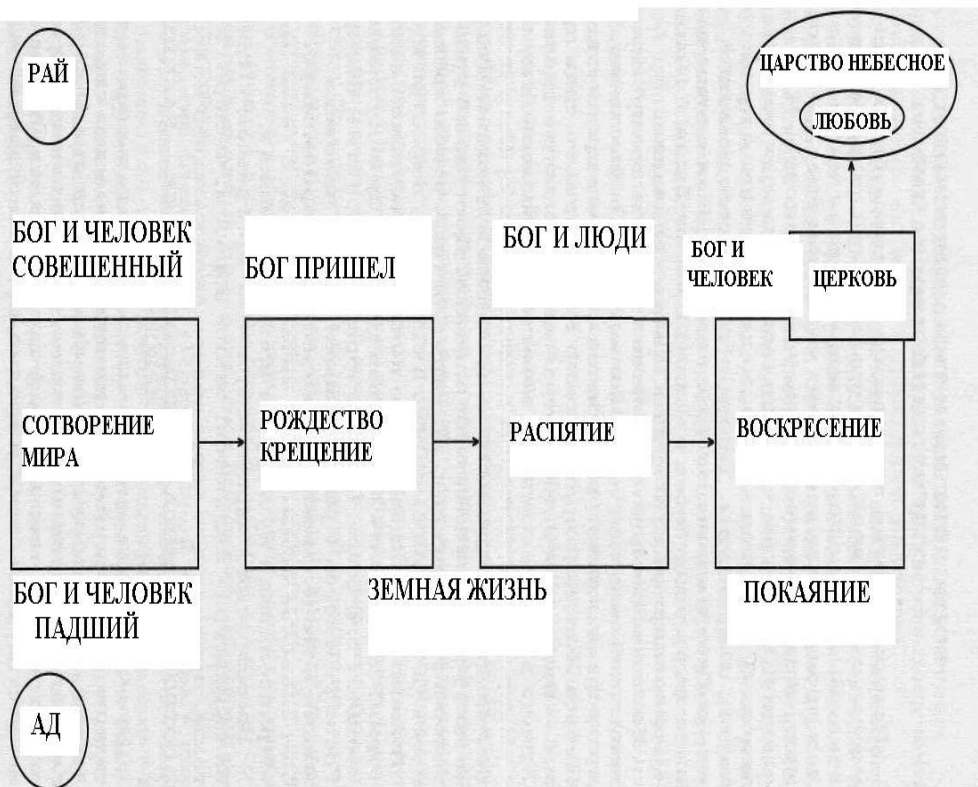 РАЙ
ЦАРСТВО НЕБЕСНОЕ
ЛЮБОВЬ
БОГ И ЧЕЛОВЕК
СОВЕШЕННЫЙ
БОГ ПРИШЕЛ
БОГ И ЛЮДИ
БОГ И
ЧЕЛОВЕК
ЦЕРКОВЬ
СОТВОРЕНИЕ
МИРА
РОЖДЕСТВО
КРЕЩЕНИЕ
РАСПЯТИЕ
ВОСКРЕСЕНИЕ
БОГ И ЧЕЛОВЕК
ПАДШИЙ
ЗЕМНАЯ ЖИЗНЬ
ПОКАЯНИЕ
АД